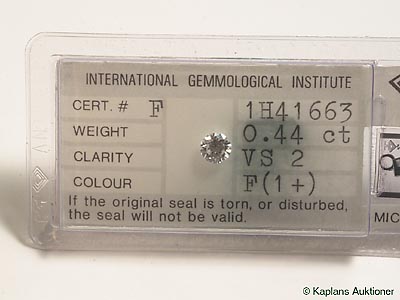 INTERNATIONAL GEMMOLOGICAL INSTITUTE
CERT. # F 1H41663
WEIGHT 0.44 ct
CLARITY VS 2
COLOUR F(1+)
If the original seal is torn, or disturbed,
the seal will not be valid.
MIC
© Kaplans Auktioner